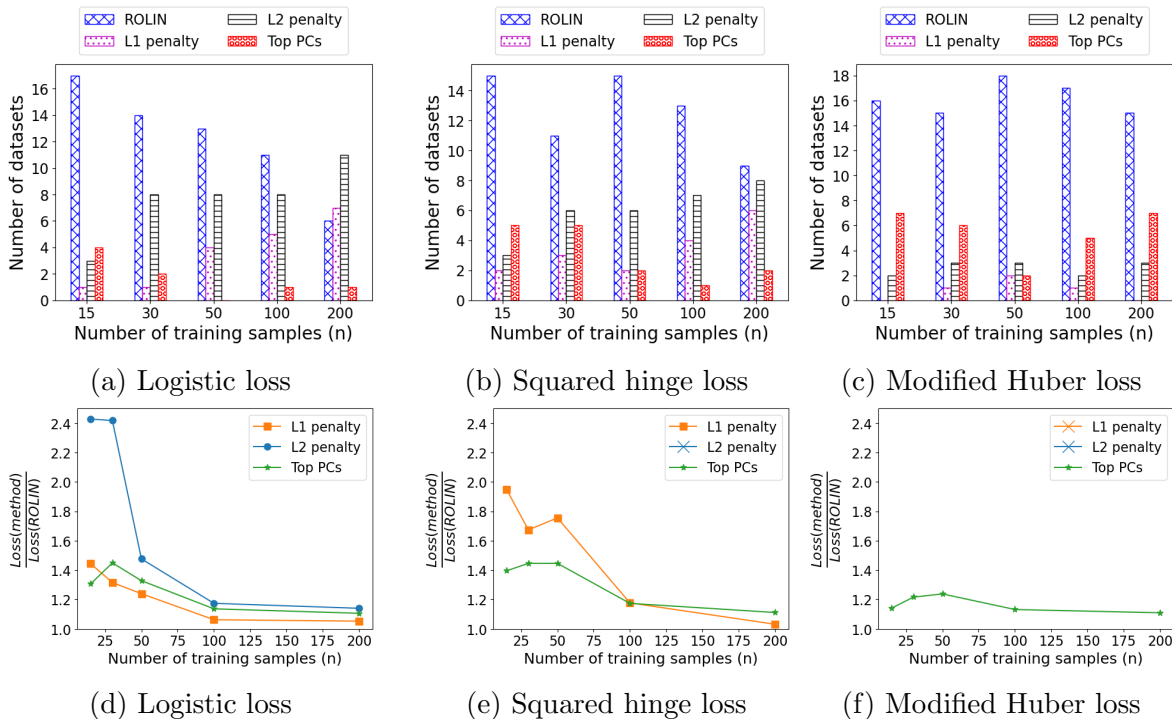 ROLIN
L1 penalty
L2 penalty
Top PCs
Number of datasets
16
14
12
10
8
6
4
2
0
15 30 50 100 200
Number of training samples (n)
(a) Logistic loss
ROLIN
L1 penalty
L2 penalty
Top PCs
Number of datasets
14
12
10
8
6
4
2
0
15 30 50 100 200
Number of training samples (n)
(b) Squared hinge loss
ROLIN
L1 penalty
L2 penalty
Top PCs
Number of datasets
18
16
14
12
10
8
6
4
2
0
15 30 50 100 200
Number of training samples (n)
(c) Modified Huber loss
L1 penalty
L2 penalty
Top PCs
Loss(method)
Loss(ROLIN)
2.4
2.2
2.0
1.8
1.6
1.4
1.2
1.0
25 50 75 100 125 150 175 200
Number of training samples (n)
(d) Logistic loss
L1 penalty
L2 penalty
Top PCs
Loss(method)
Loss(ROLIN)
2.4
2.2
2.0
1.8
1.6
1.4
1.2
1.0
25 50 75 100 125 150 175 200
Number of training samples (n)
(e) Squared hinge loss
L1 penalty
L2 penalty
Top PCs
Loss(method)
Loss(ROLIN)
2.4
2.2
2.0
1.8
1.6
1.4
1.2
1.0
25 50 75 100 125 150 175 200
Number of training samples (n)
(f) Modified Huber loss